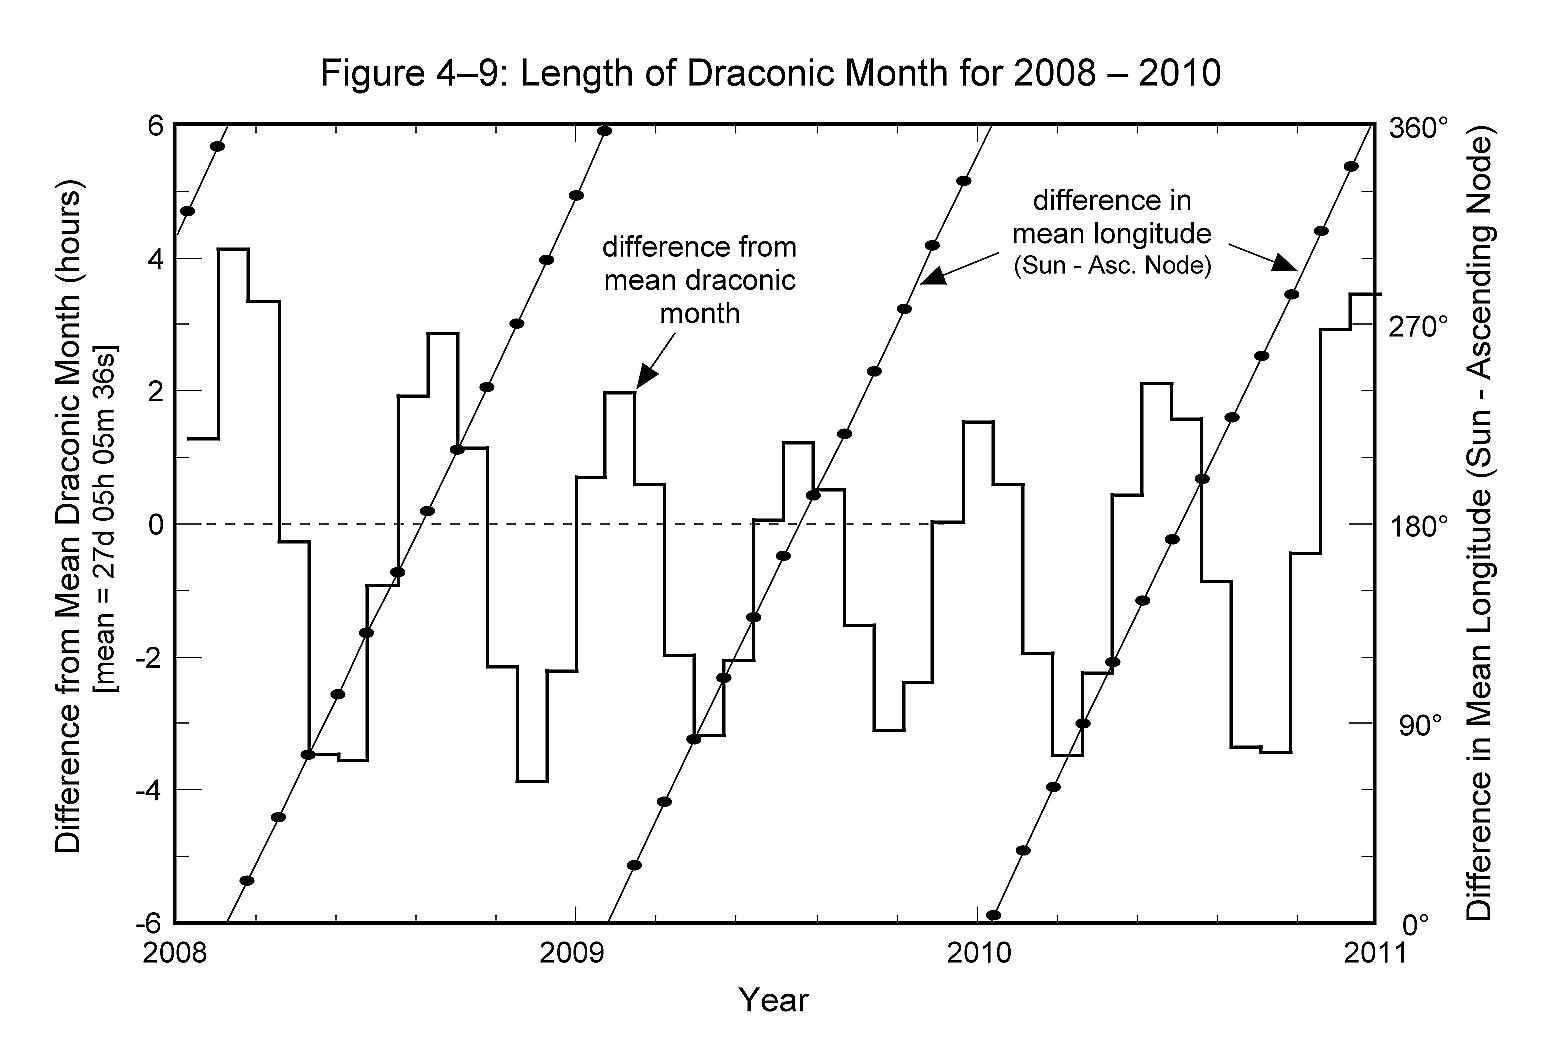 Figure 4–9: Length of Draconic Month for 2008 – 2010
Difference from Mean Draconic Month (hours)
[mean = 27d 05h 05m 36s]
6
4
2
0
-2
-4
-6
difference from
mean draconic
month
difference in
mean longitude
(Sun - Asc. Node)
360°
270°
180°
90°
0°
Difference in Mean Longitude (Sun - Ascending Node)
2008
2009
2010
2011
Year